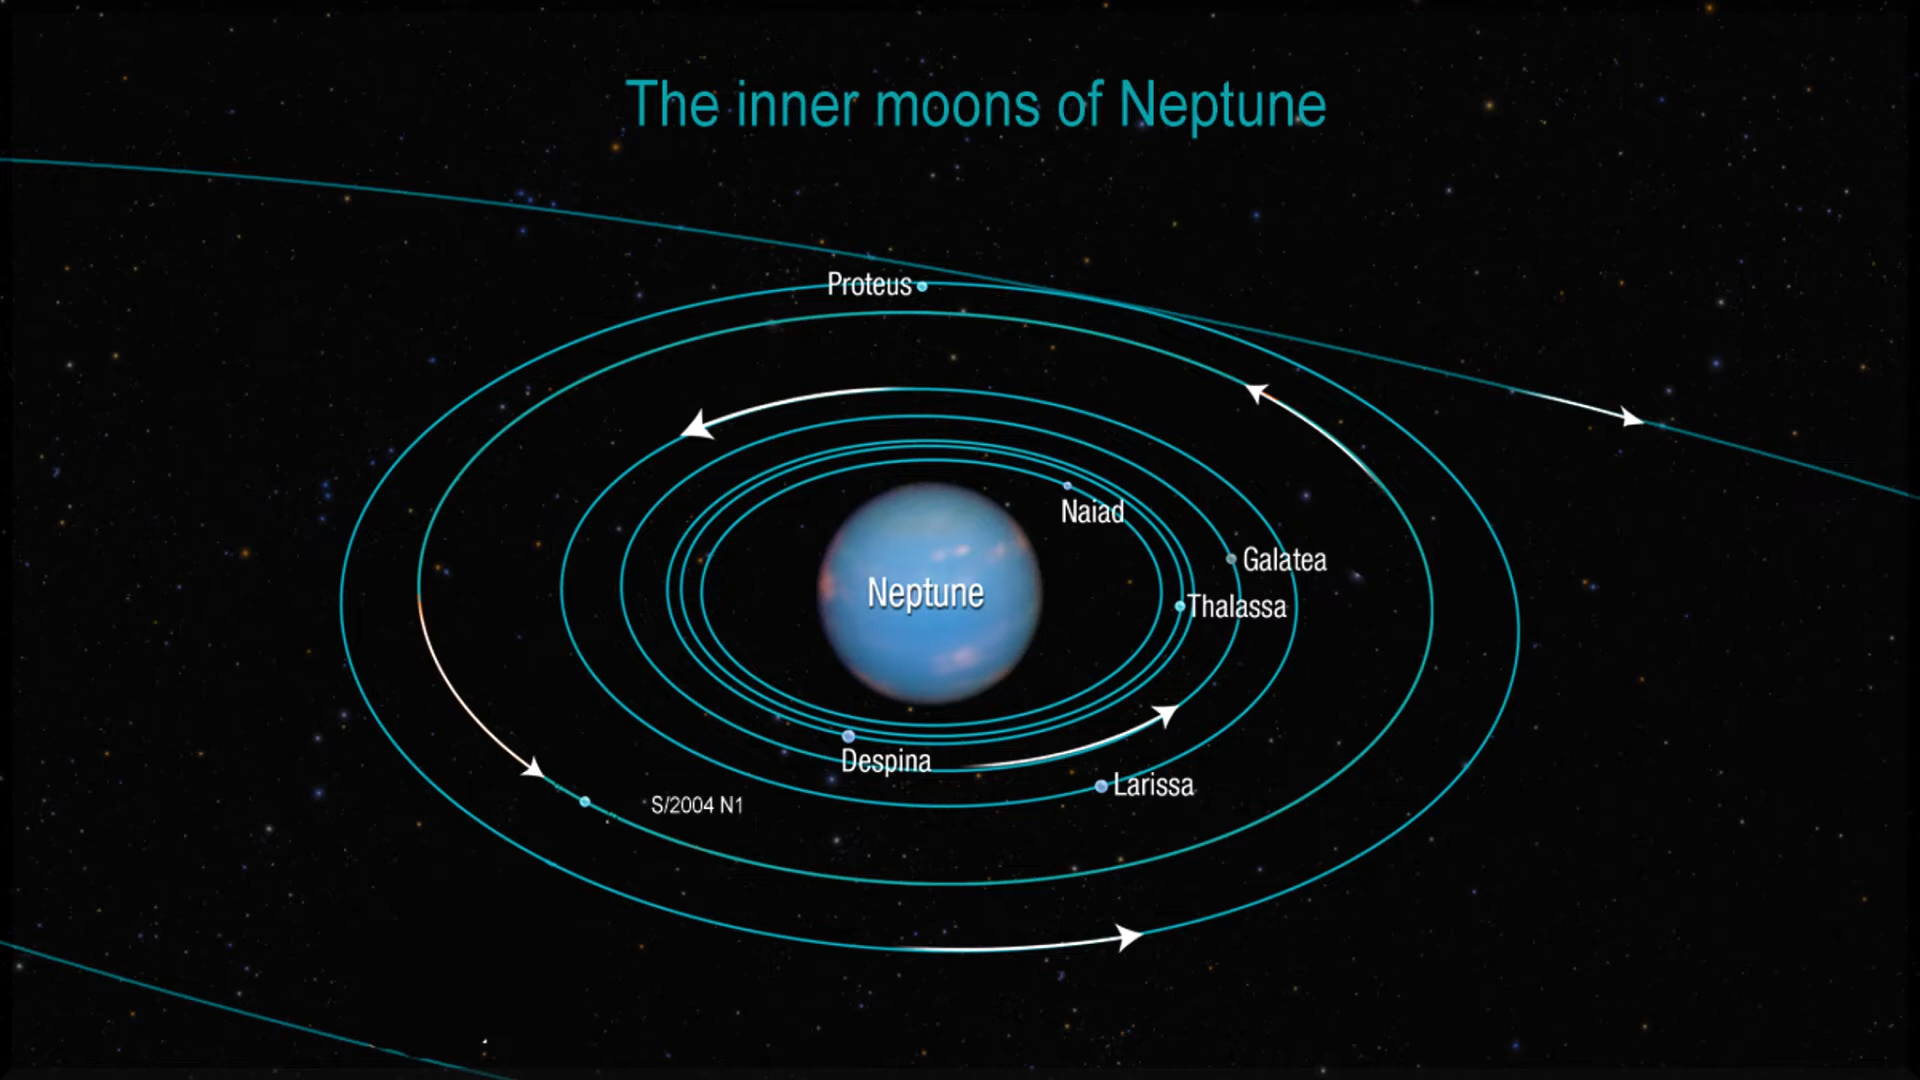 The inner moons of Neptune
Proteus
Naiad
Galatea
Neptune
Thalassa
Despina
Larissa
S/2004 N1